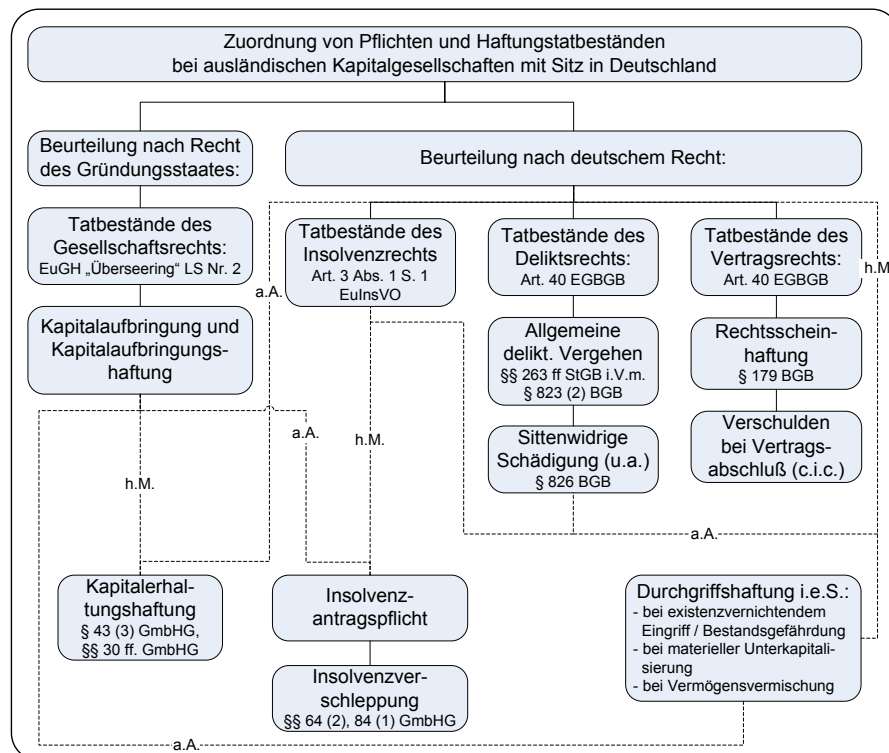 Zuordnung von Pflichten und Haftungstatbeständen
bei ausländischen Kapitalgesellschaften mit Sitz in Deutschland
Beurteilung nach Recht
des Gründungsstaates:
Beurteilung nach deutschem Recht:
Tatbestände des
Gesellschaftsrechts:
EuGH „Überseering“ LS Nr. 2
Tatbestände des
Insolvenzrechts
Art. 3 Abs. 1 S. 1
EuInsVO
Tatbestände des
Deliktsrechts:
Art. 40 EGBGB
Tatbestände des
Vertragsrechts:
Art. 40 EGBGB
h.M.
a.A.
Kapitalaufbringung und
Kapitalaufbringungs-
haftung
Allgemeine
delikt. Vergehen
§§ 263 ff StGB i.V.m.
§ 823 (2) BGB
Rechtsschein-
haftung
§ 179 BGB
a.A.
h.M.
h.M.
Sittenwidrige
Schädigung (u.a.)
§ 826 BGB
Verschulden
bei Vertrags-
abschluß (c.i.c.)
a.A.
Kapitalerhal-
tungshaftung
§ 43 (3) GmbHG,
§§ 30 ff. GmbHG
Insolvenz-
antragspflicht
Durchgriffshaftung i.e.S.:
- bei existenzvernichtendem
Eingriff / Bestandsgefährdung
- bei materieller Unterkapitali-
sierung
- bei Vermögensvermischung
Insolvenzver-
schleppung
§§ 64 (2), 84 (1) GmbHG
a.A.